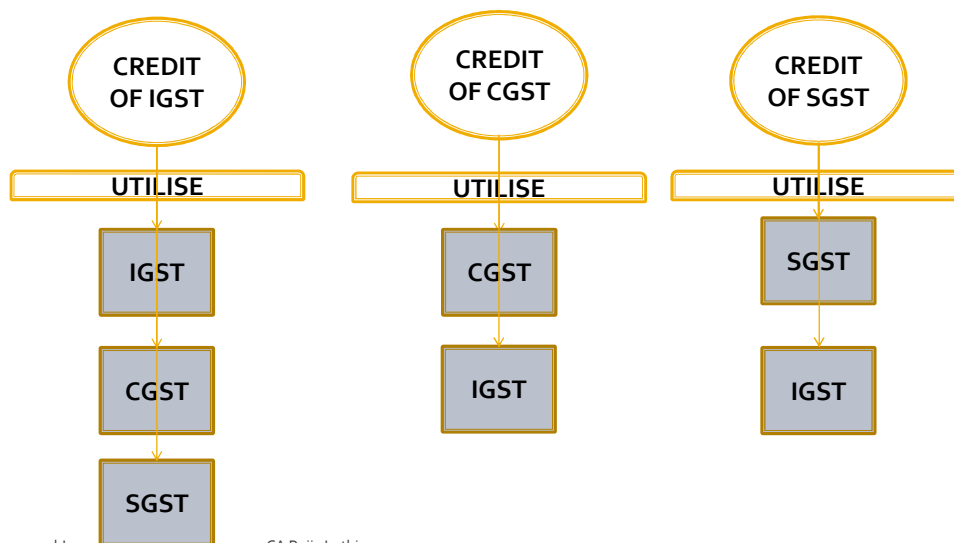 CREDIT
OF IGST
UTILISE
IGST
CGST
SGST
CREDIT
OF CGST
UTILISE
CGST
IGST
CREDIT
OF SGST
UTILISE
SGST
IGST